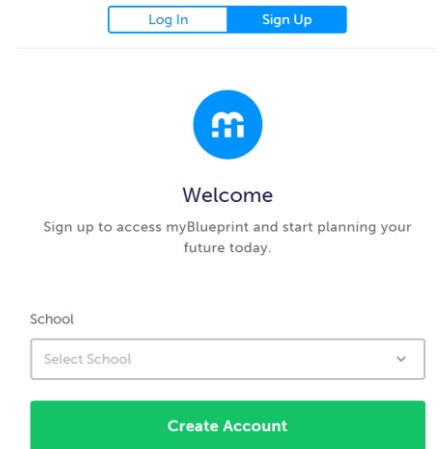 Log In Sign Up
Welcome
Sign up to access myBlueprint and start planning your
future today.
School
Select School
Create Account